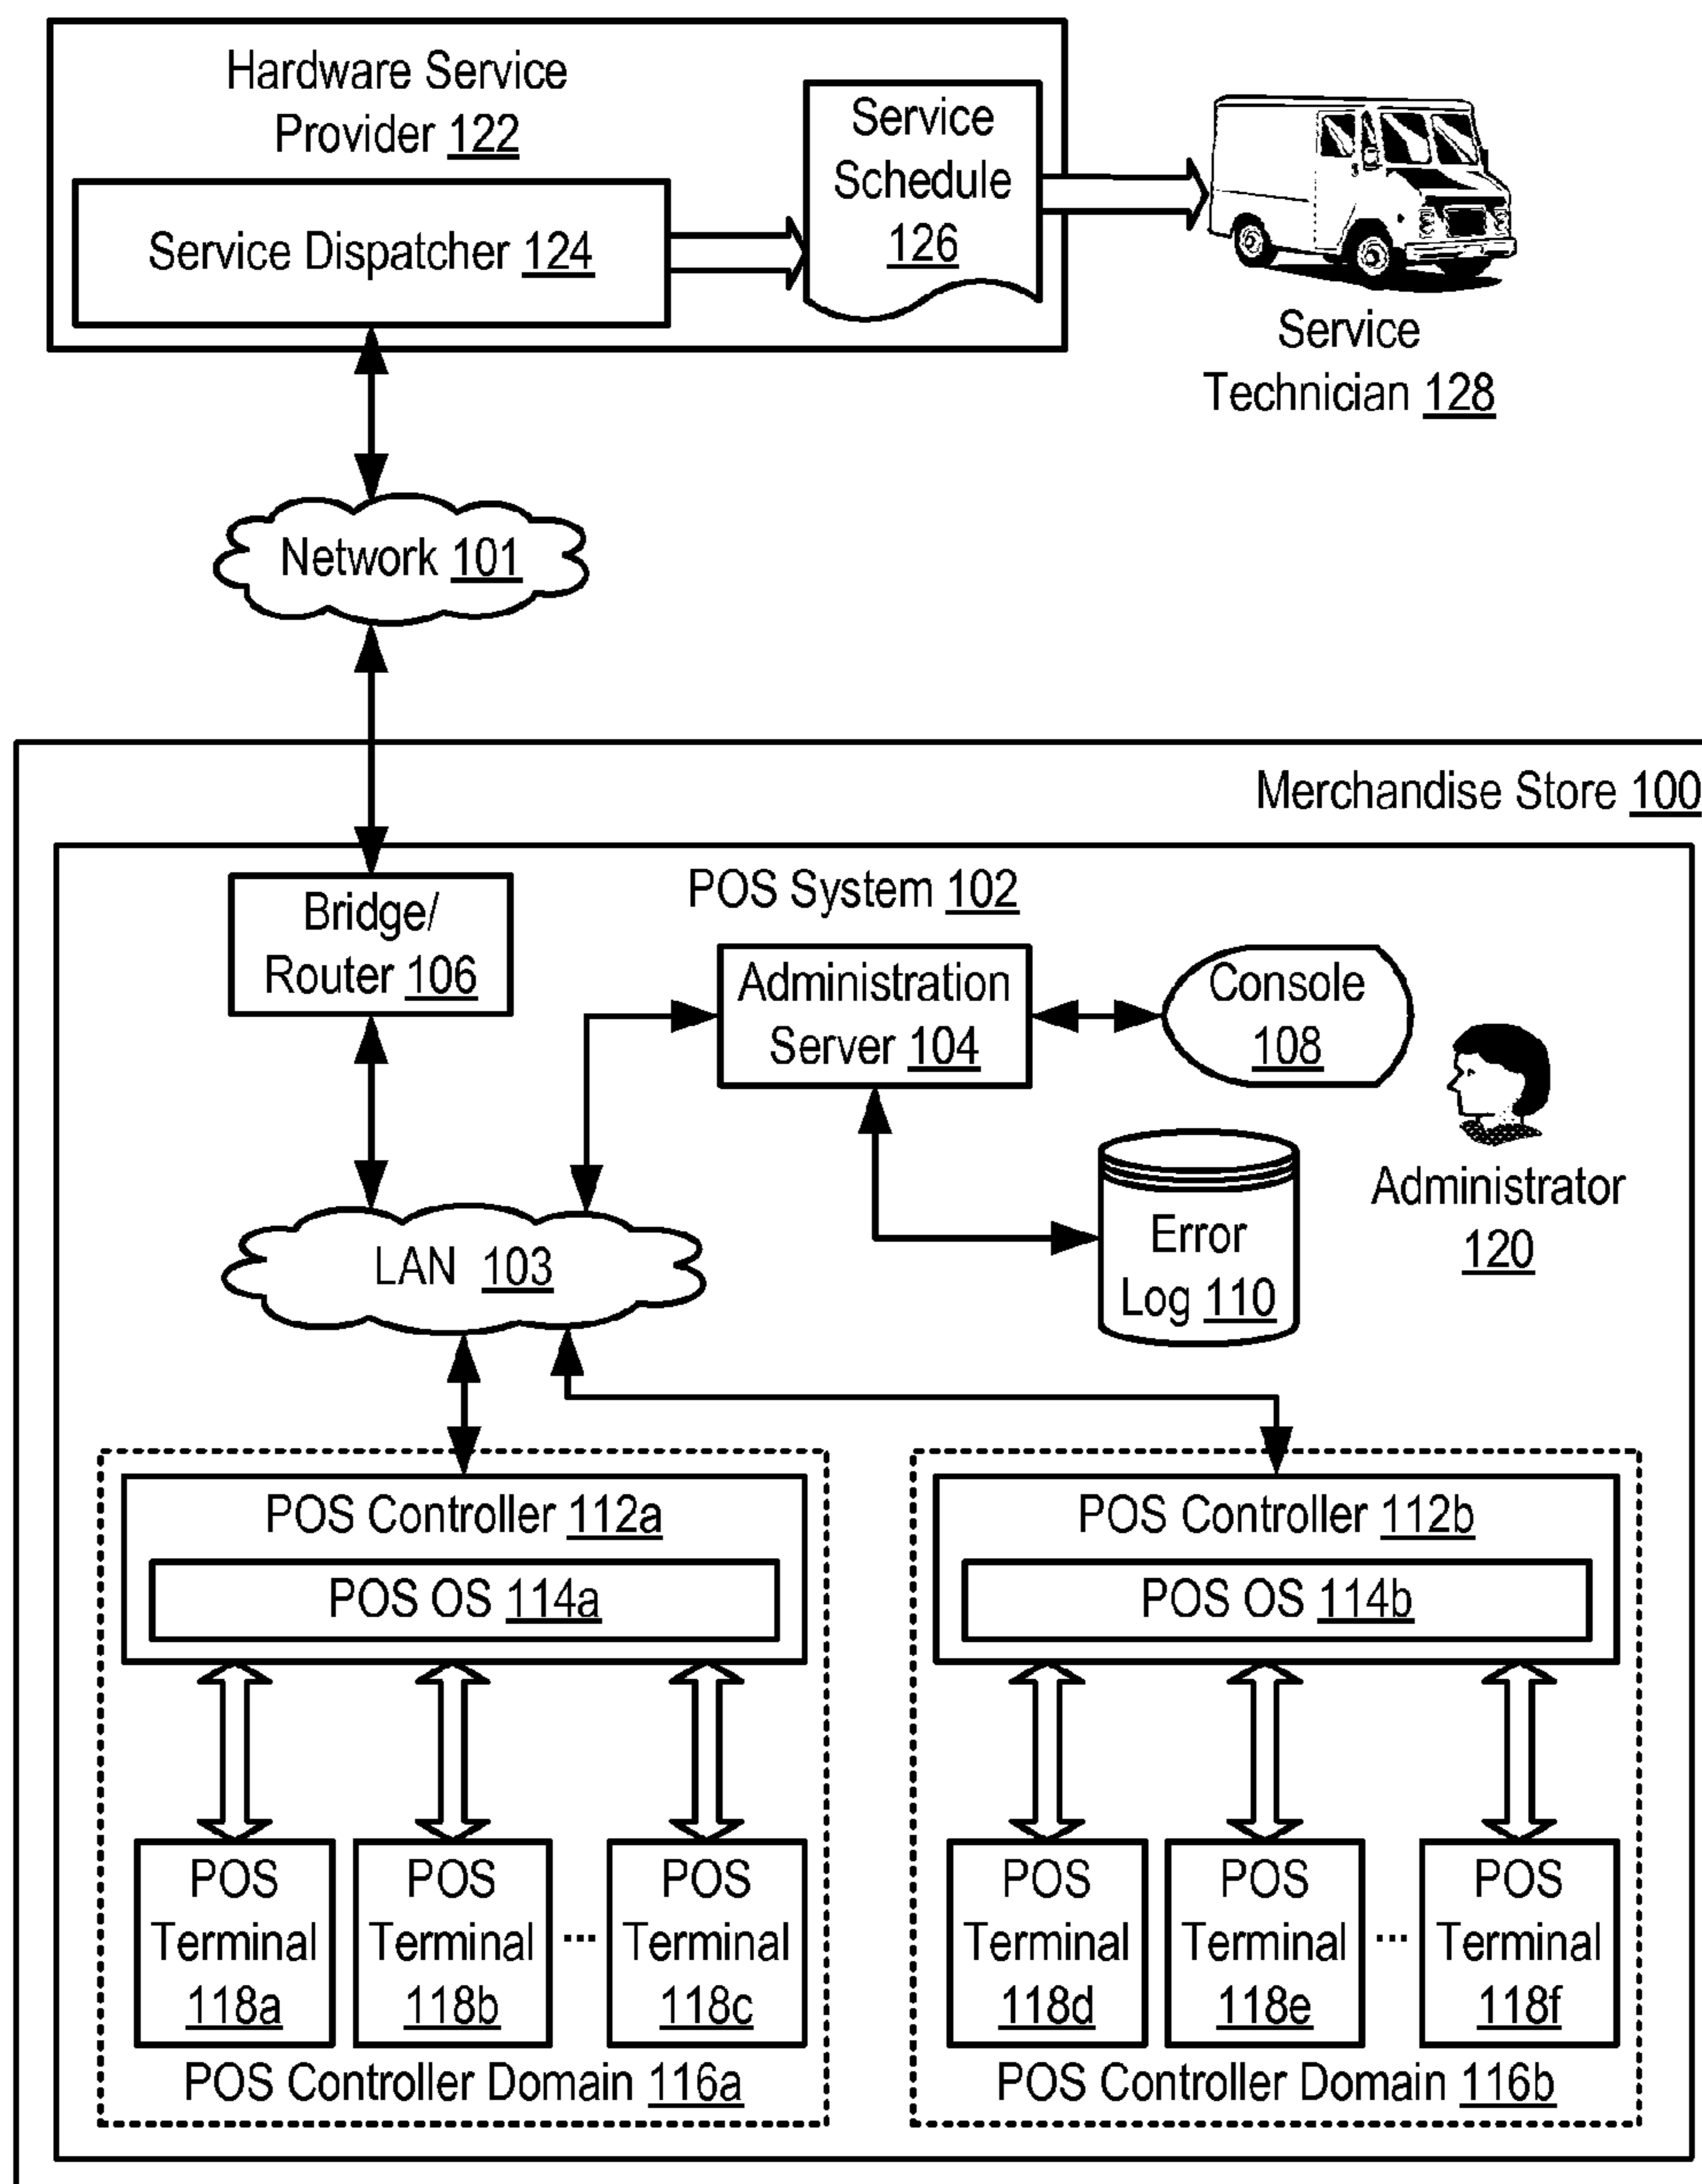 Hardware Service
Provider 122
Service Dispatcher 124
Service
Schedule
126
Service
Technician 128
Network 101
Merchandise Store 100
POS System 102
Bridge/
Router 106
Administration
Server 104
Console
108
Administrator
120
Error
Log 110
LAN 103
POS Controller 112a
POS OS 114a
POS Controller 112b
POS OS 114b
POS
Terminal
118a
POS
Terminal
118b
...
POS
Terminal
118c
POS Controller Domain 116a
POS
Terminal
118d
POS
Terminal
118e
...
POS
Terminal
118f
POS Controller Domain 116b